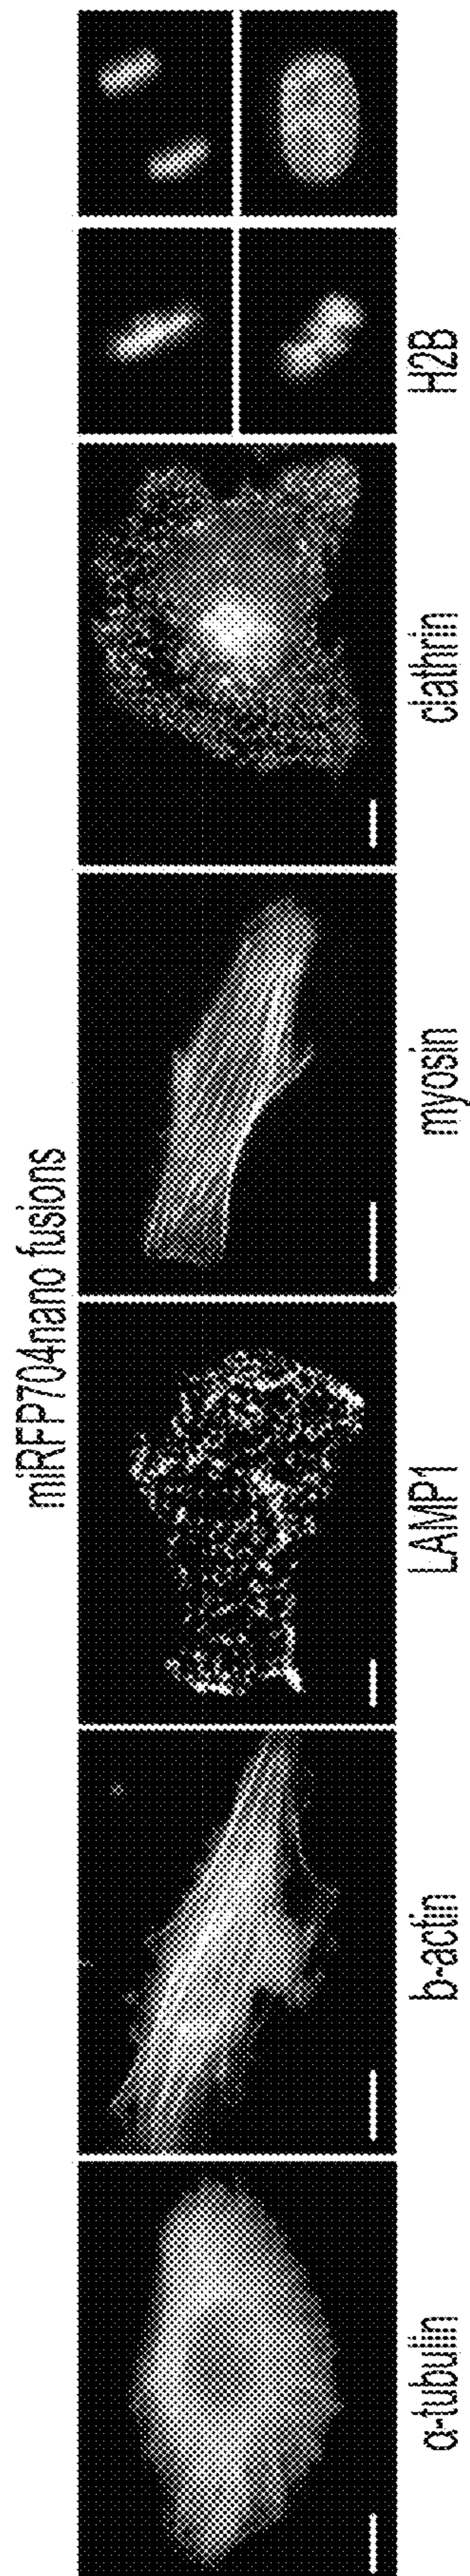 miRFP704nano fusions
α-tubulin
b-actin
LAMP1
myosin
clathrin
H2B